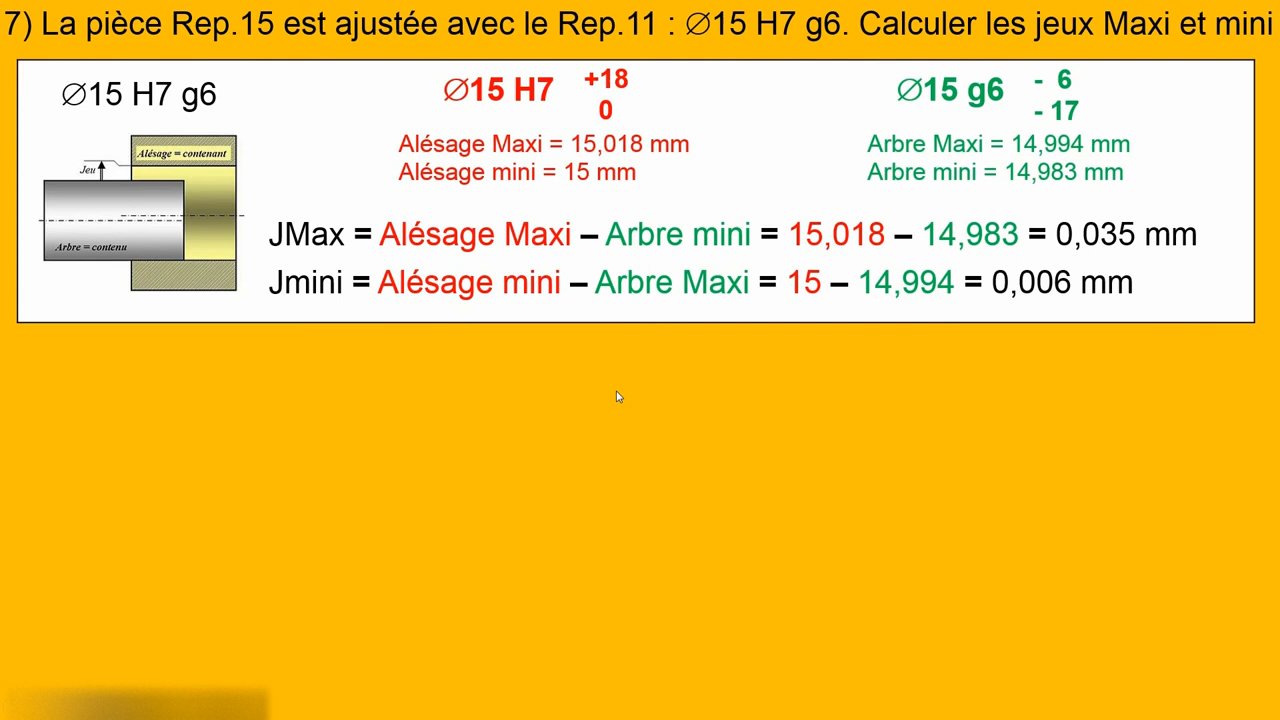 7) La pièce Rep.15 est ajustée avec le Rep.11 : ∅15 H7 g6. Calculer les jeux Maxi et mini
∅15 H7 g6
∅15 H7 +18 0
∅15 g6 - 6 - 17
Alésage Maxi = 15,018 mm
Alésage mini = 15 mm
Arbre Maxi = 14,994 mm
Arbre mini = 14,983 mm
Alésage = contenant
Jeu
Arbre = contenu
JMax = Alésage Maxi – Arbre mini = 15,018 – 14,983 = 0,035 mm
Jmini = Alésage mini – Arbre Maxi = 15 – 14,994 = 0,006 mm